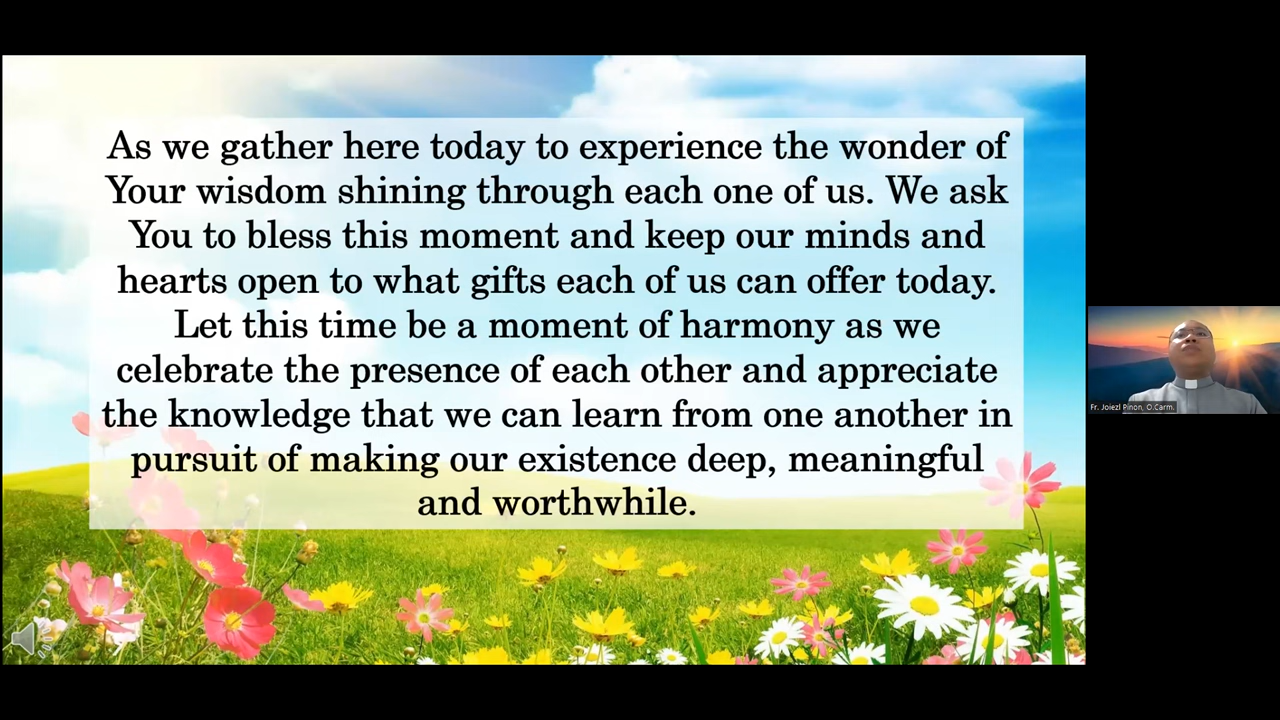 As we gather here today to experience the wonder of
Your wisdom shining through each one of us. We ask
You to bless this moment and keep our minds and
hearts open to what gifts each of us can offer today.
Let this time be a moment of harmony as we
celebrate the presence of each other and appreciate
the knowledge that we can learn from one another in
pursuit of making our existence deep, meaningful
and worthwhile.
Fr. Joiezl Pinon, O.Carm.